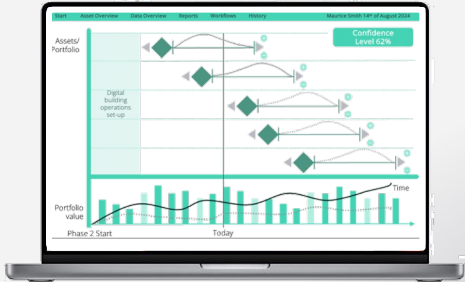 Start Asset Overview Data Overview Reports Workflows History Maurice Smith 14th of August 2024
Assets/
Portfolio
Confidence
Level 62%
Digital
building
operations
set-up
Time
Portfolio
value
Phase 2 Start
Today